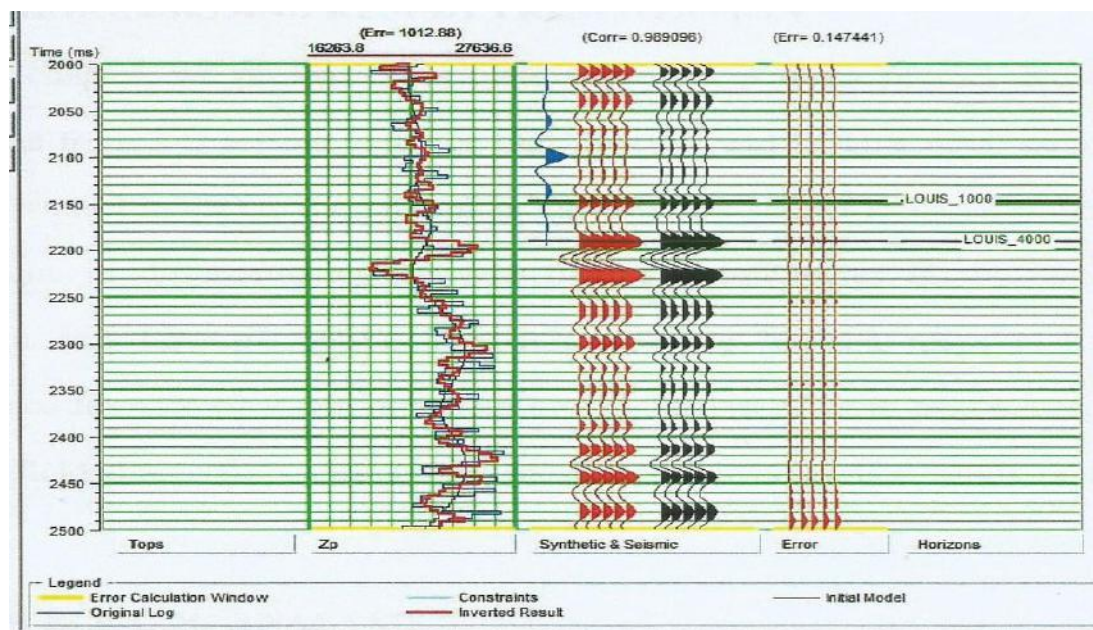 (Err= 1012.88)
16263.8 27636.6
(Corr= 0.989096)
(Err= 0.147441)
Time (ms)
2000
2050
2100
2150
2200
2250
2300
2350
2400
2450
2500
LOUIS_1000
LOUIS_4000
Tops
Zp
Synthetic & Seismic
Error
Horizons
Legend
Error Calculation Window
Constraints
Initial Model
Original Log
Inverted Result